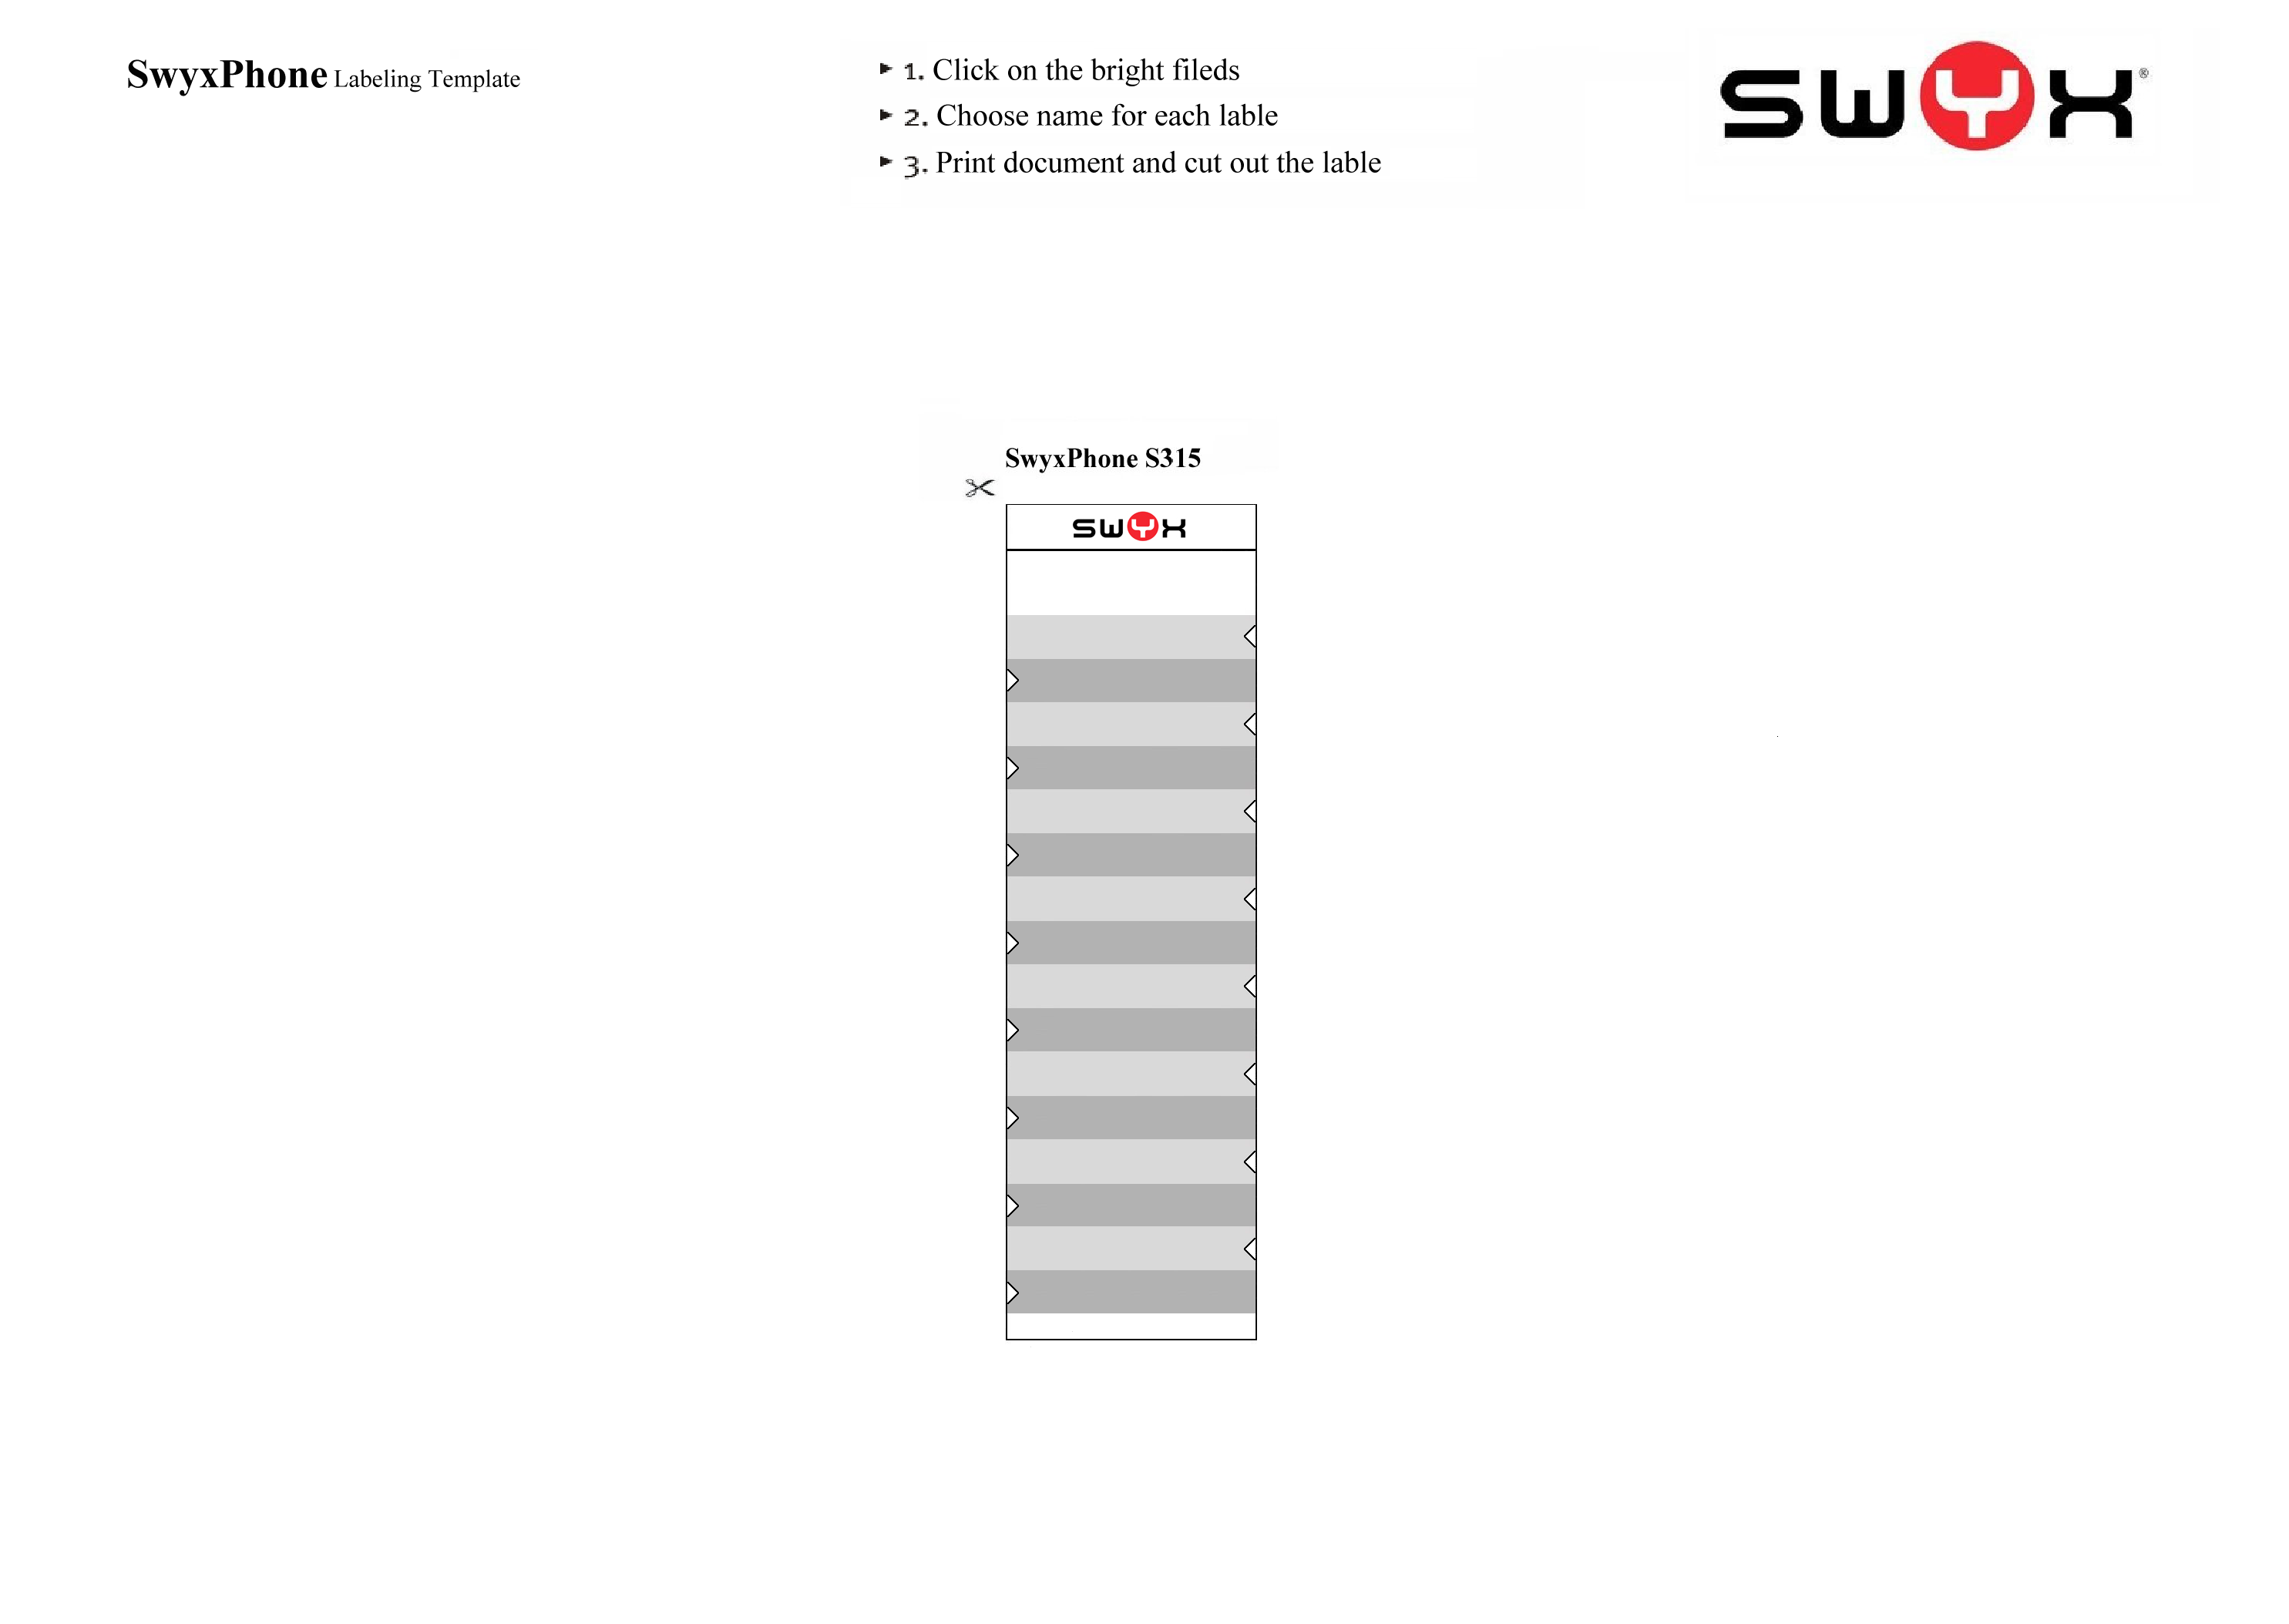 SwyxPhone Labeling Template
1. Click on the bright fileds
2. Choose name for each lable
3. Print document and cut out the lable
SWYX®
SwyxPhone S315
SWYX